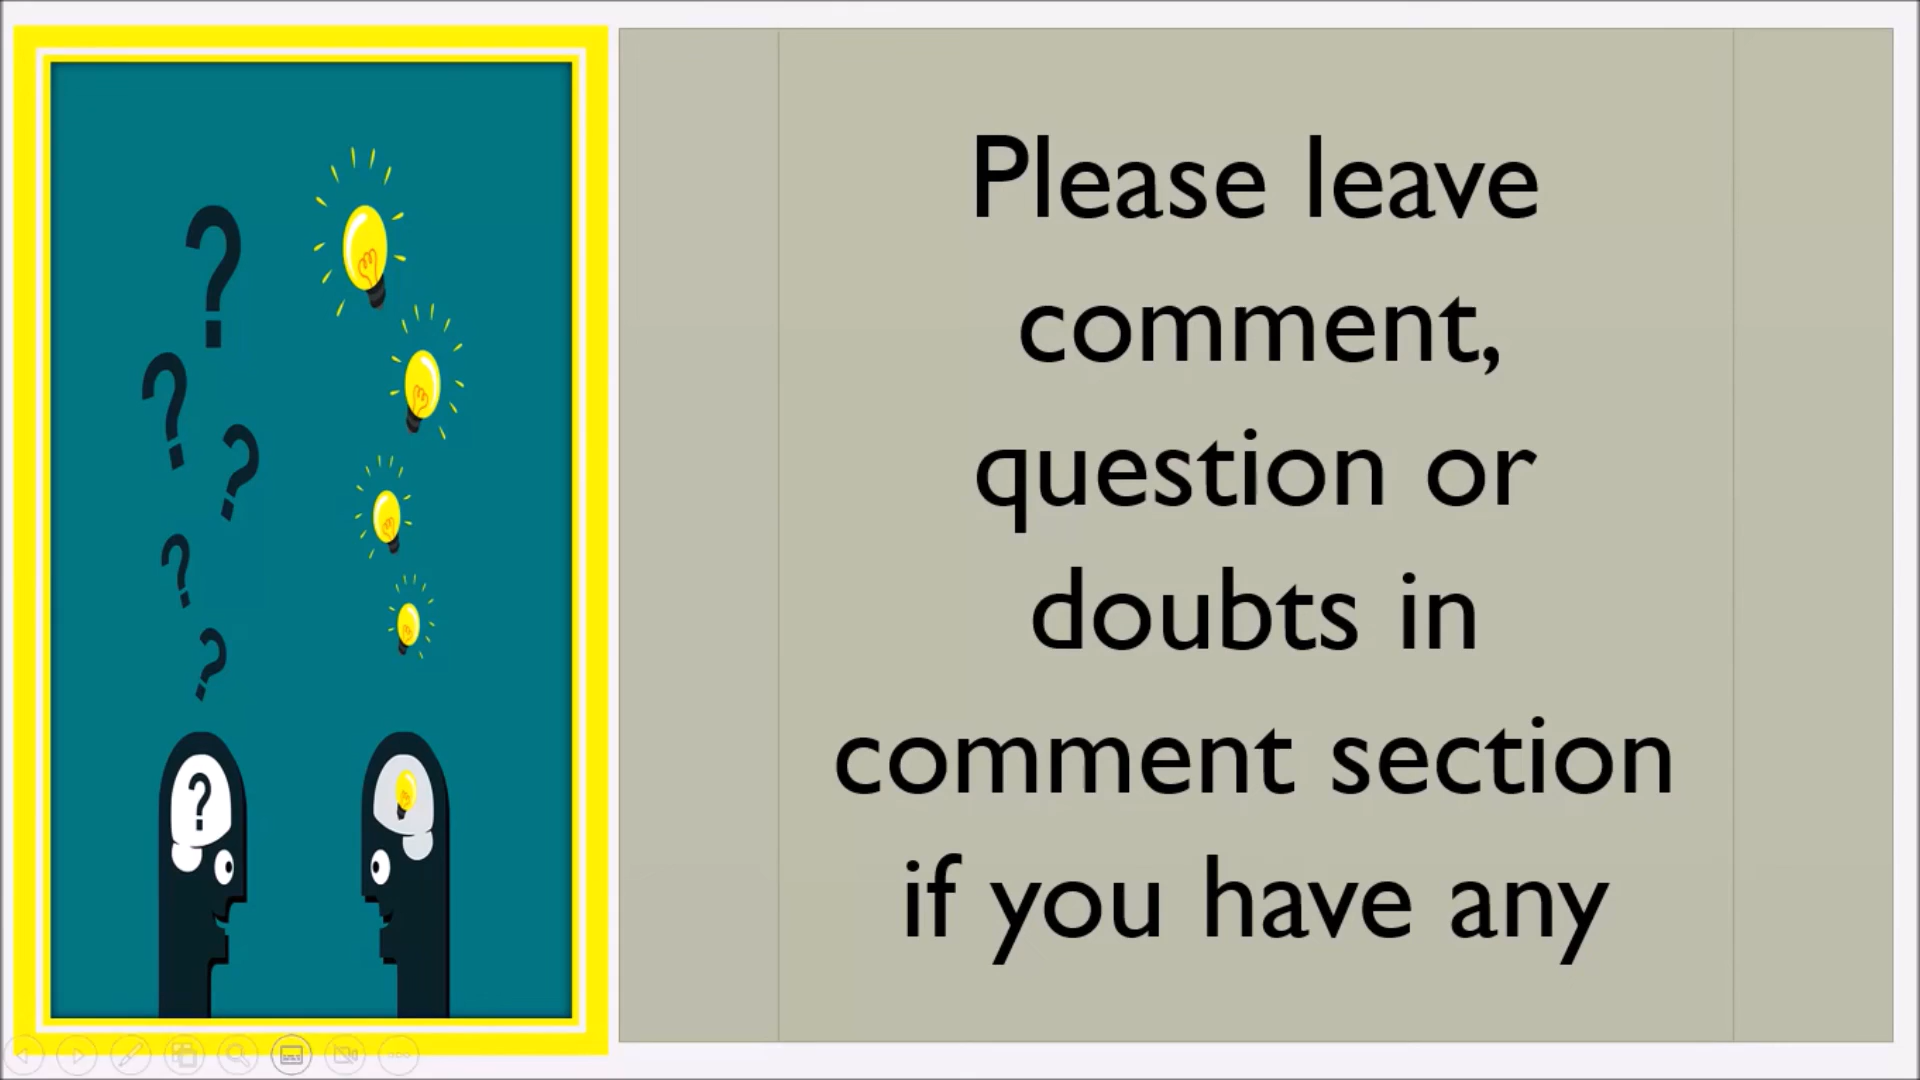 Please leave
comment,
question or
doubts in
comment section
if you have any